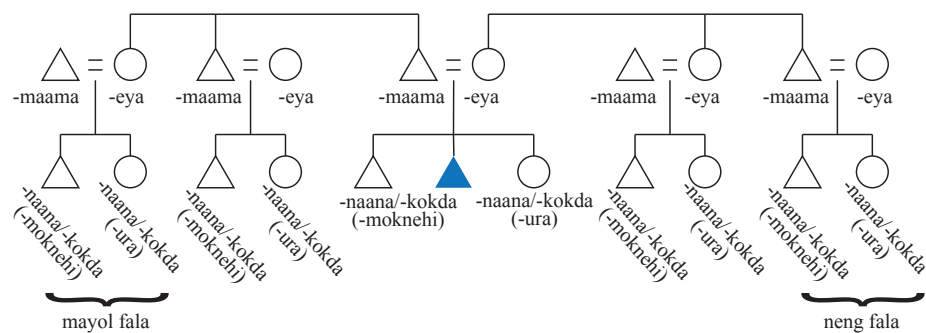 -maama -eya -maama -eya -maama -eya -maama -eya -maama -eya
-naana/-kokda
(-moknehi)
-naana/-kokda
(-ura)
-naana/-kokda
(-moknehi)
-naana/-kokda
(-ura)
-naana/-kokda
(-moknehi)
-naana/-kokda
(-ura)
-naana/-kokda
(-moknehi)
-naana/-kokda
(-ura)
-naana/-kokda
(-moknehi)
-naana/-kokda
(-ura)
mayol fala
neng fala